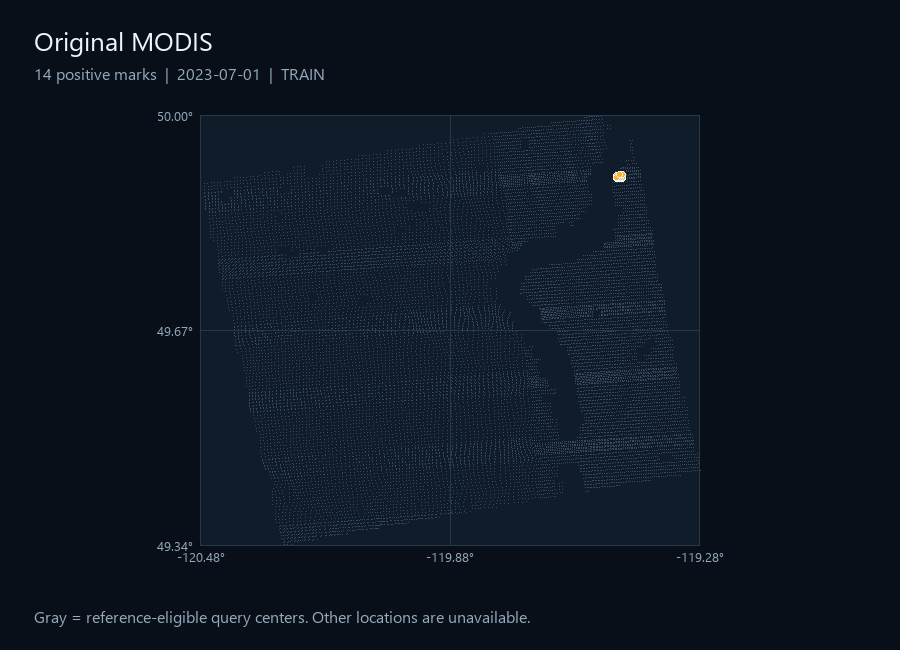 Original MODIS
14 positive marks | 2023-07-01 | TRAIN
50.00°
49.67°
49.34°
-120.48°
-119.88°
-119.28°
Gray = reference-eligible query centers. Other locations are unavailable.